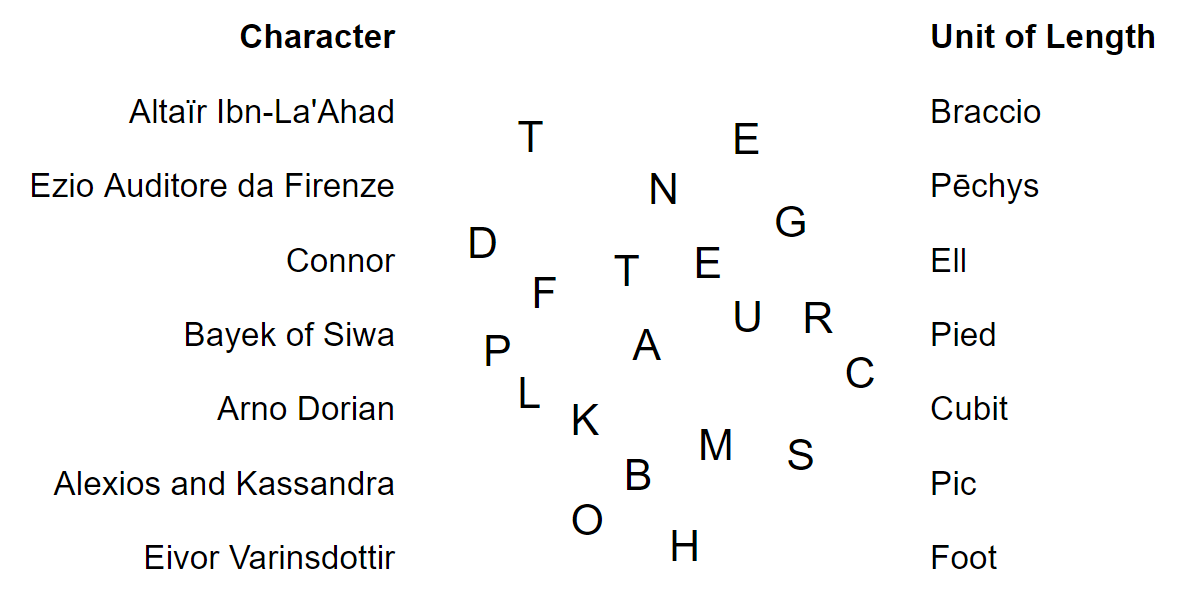 Character Unit of Length
Altaïr Ibn-La'Ahad Braccio
T E
Ezio Auditore da Firenze N Pēchys
G
D
Connor T E Ell
F
U R
Bayek of Siwa A Pied
P
C
L
Arno Dorian K Cubit
M S
B
Alexios and Kassandra Pic
O
H
Eivor Varinsdottir Foot